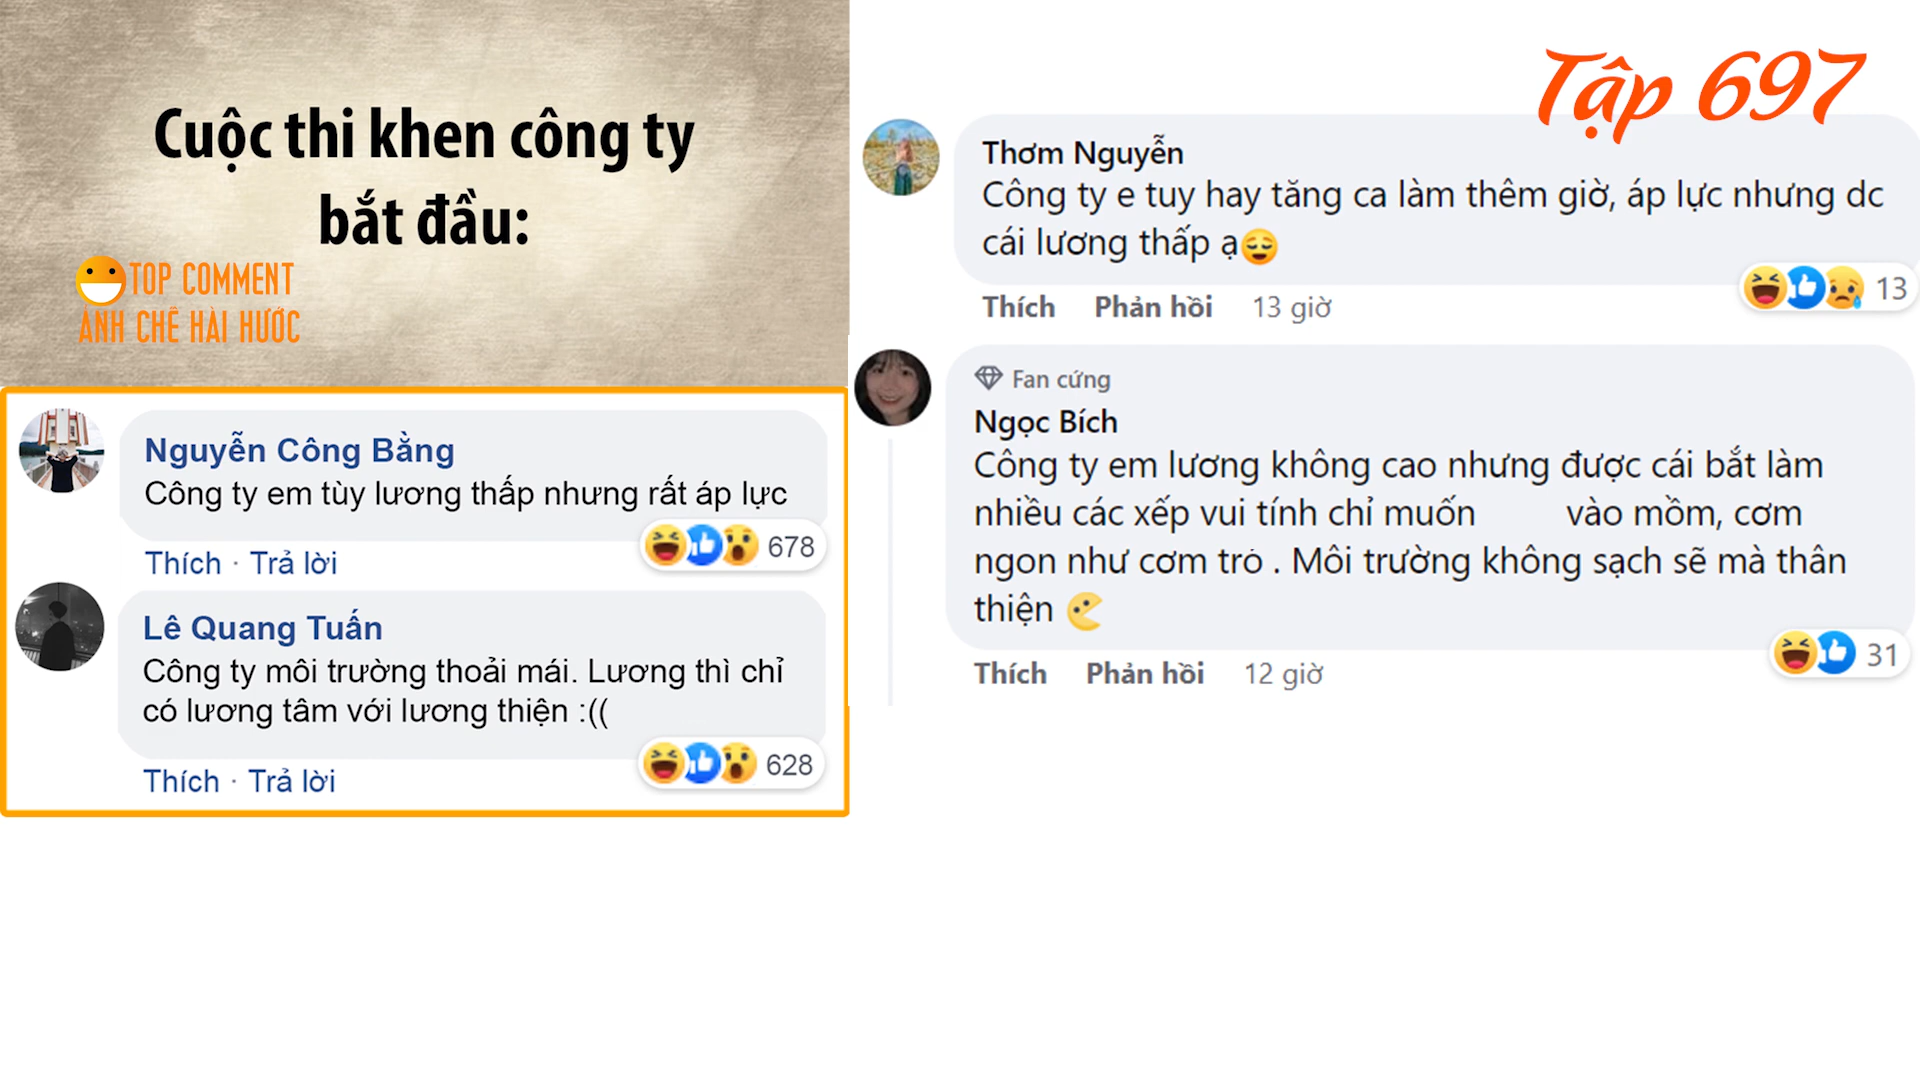 Cuộc thi khen công ty
bắt đầu:
TOP COMMENT
ẢNH CHẾ HÀI HƯỚC
Nguyễn Công Bằng
Công ty em tùy lương thấp nhưng rất áp lực
678
Thích · Trả lời
Lê Quang Tuấn
Công ty môi trường thoải mái. Lương thì chỉ
có lương tâm với lương thiện :((
628
Thích · Trả lời
Tập 697
Thơm Nguyễn
Công ty e tuy hay tăng ca làm thêm giờ, áp lực nhưng dc
cái lương thấp ạ
13
Thích Phản hồi 13 giờ
Fan cứng
Ngọc Bích
Công ty em lương không cao nhưng được cái bắt làm
nhiều các xếp vui tính chỉ muốn vào mồm, cơm
ngon như cơm trỏ . Môi trường không sạch sẽ mà thân
thiện
31
Thích Phản hồi 12 giờ